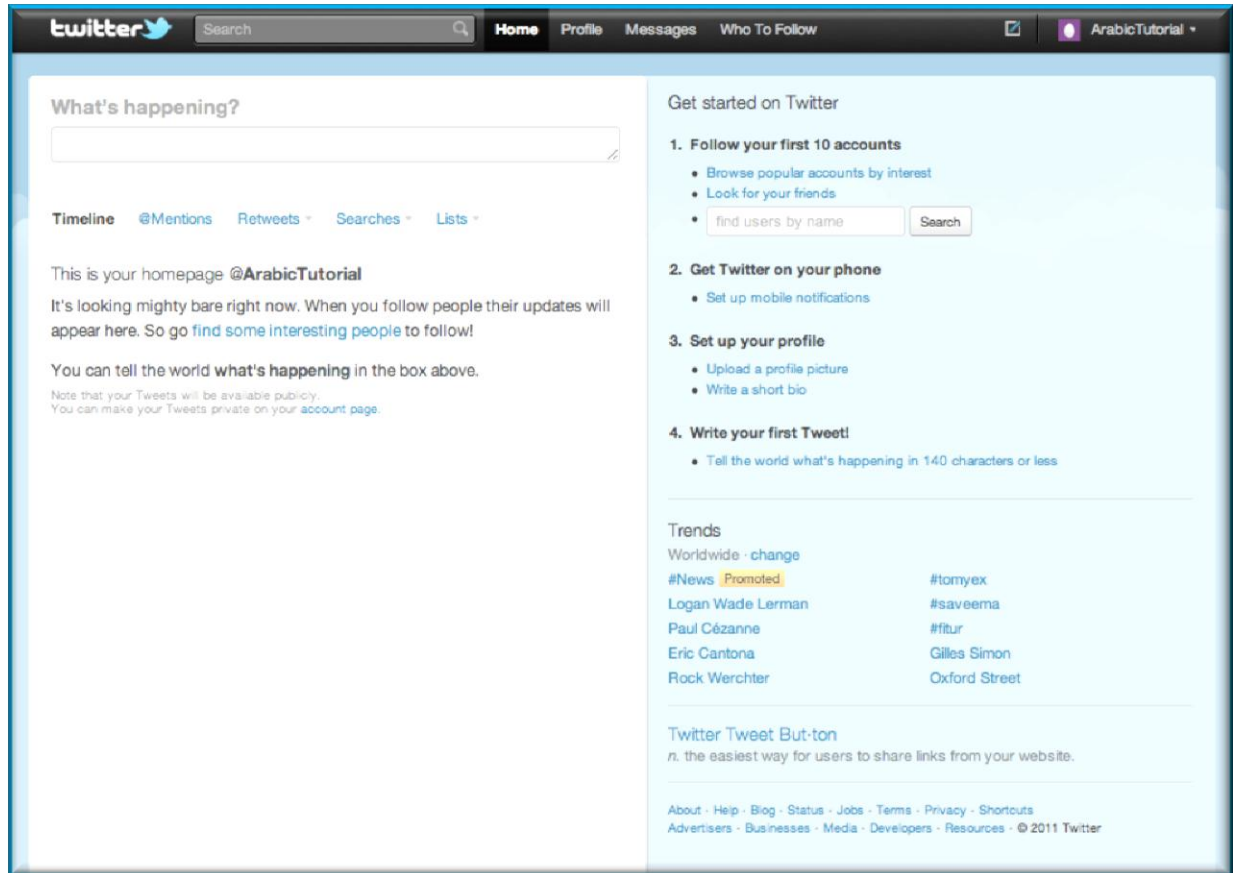 twitter
Search
Home Profile Messages Who To Follow
ArabicTutorial
What's happening?
Timeline @Mentions Retweets Searches Lists
This is your homepage @ArabicTutorial
It's looking mighty bare right now. When you follow people their updates will
appear here. So go find some interesting people to follow!
You can tell the world what's happening in the box above.
Note that your Tweets will be available publicly.
You can make your Tweets private on your account page.
Get started on Twitter
1. Follow your first 10 accounts
• Browse popular accounts by interest
• Look for your friends
• find users by name Search
2. Get Twitter on your phone
• Set up mobile notifications
3. Set up your profile
• Upload a profile picture
• Write a short bio
4. Write your first Tweet!
• Tell the world what's happening in 140 characters or less
Trends
Worldwide · change
#News Promoted #tomyex
Logan Wade Lerman #saveema
Paul Cézanne #fitur
Eric Cantona Gilles Simon
Rock Werchter Oxford Street
Twitter Tweet But·ton
n. the easiest way for users to share links from your website.
About · Help · Blog · Status · Jobs · Terms · Privacy · Shortcuts
Advertisers · Businesses · Media · Developers · Resources · © 2011 Twitter